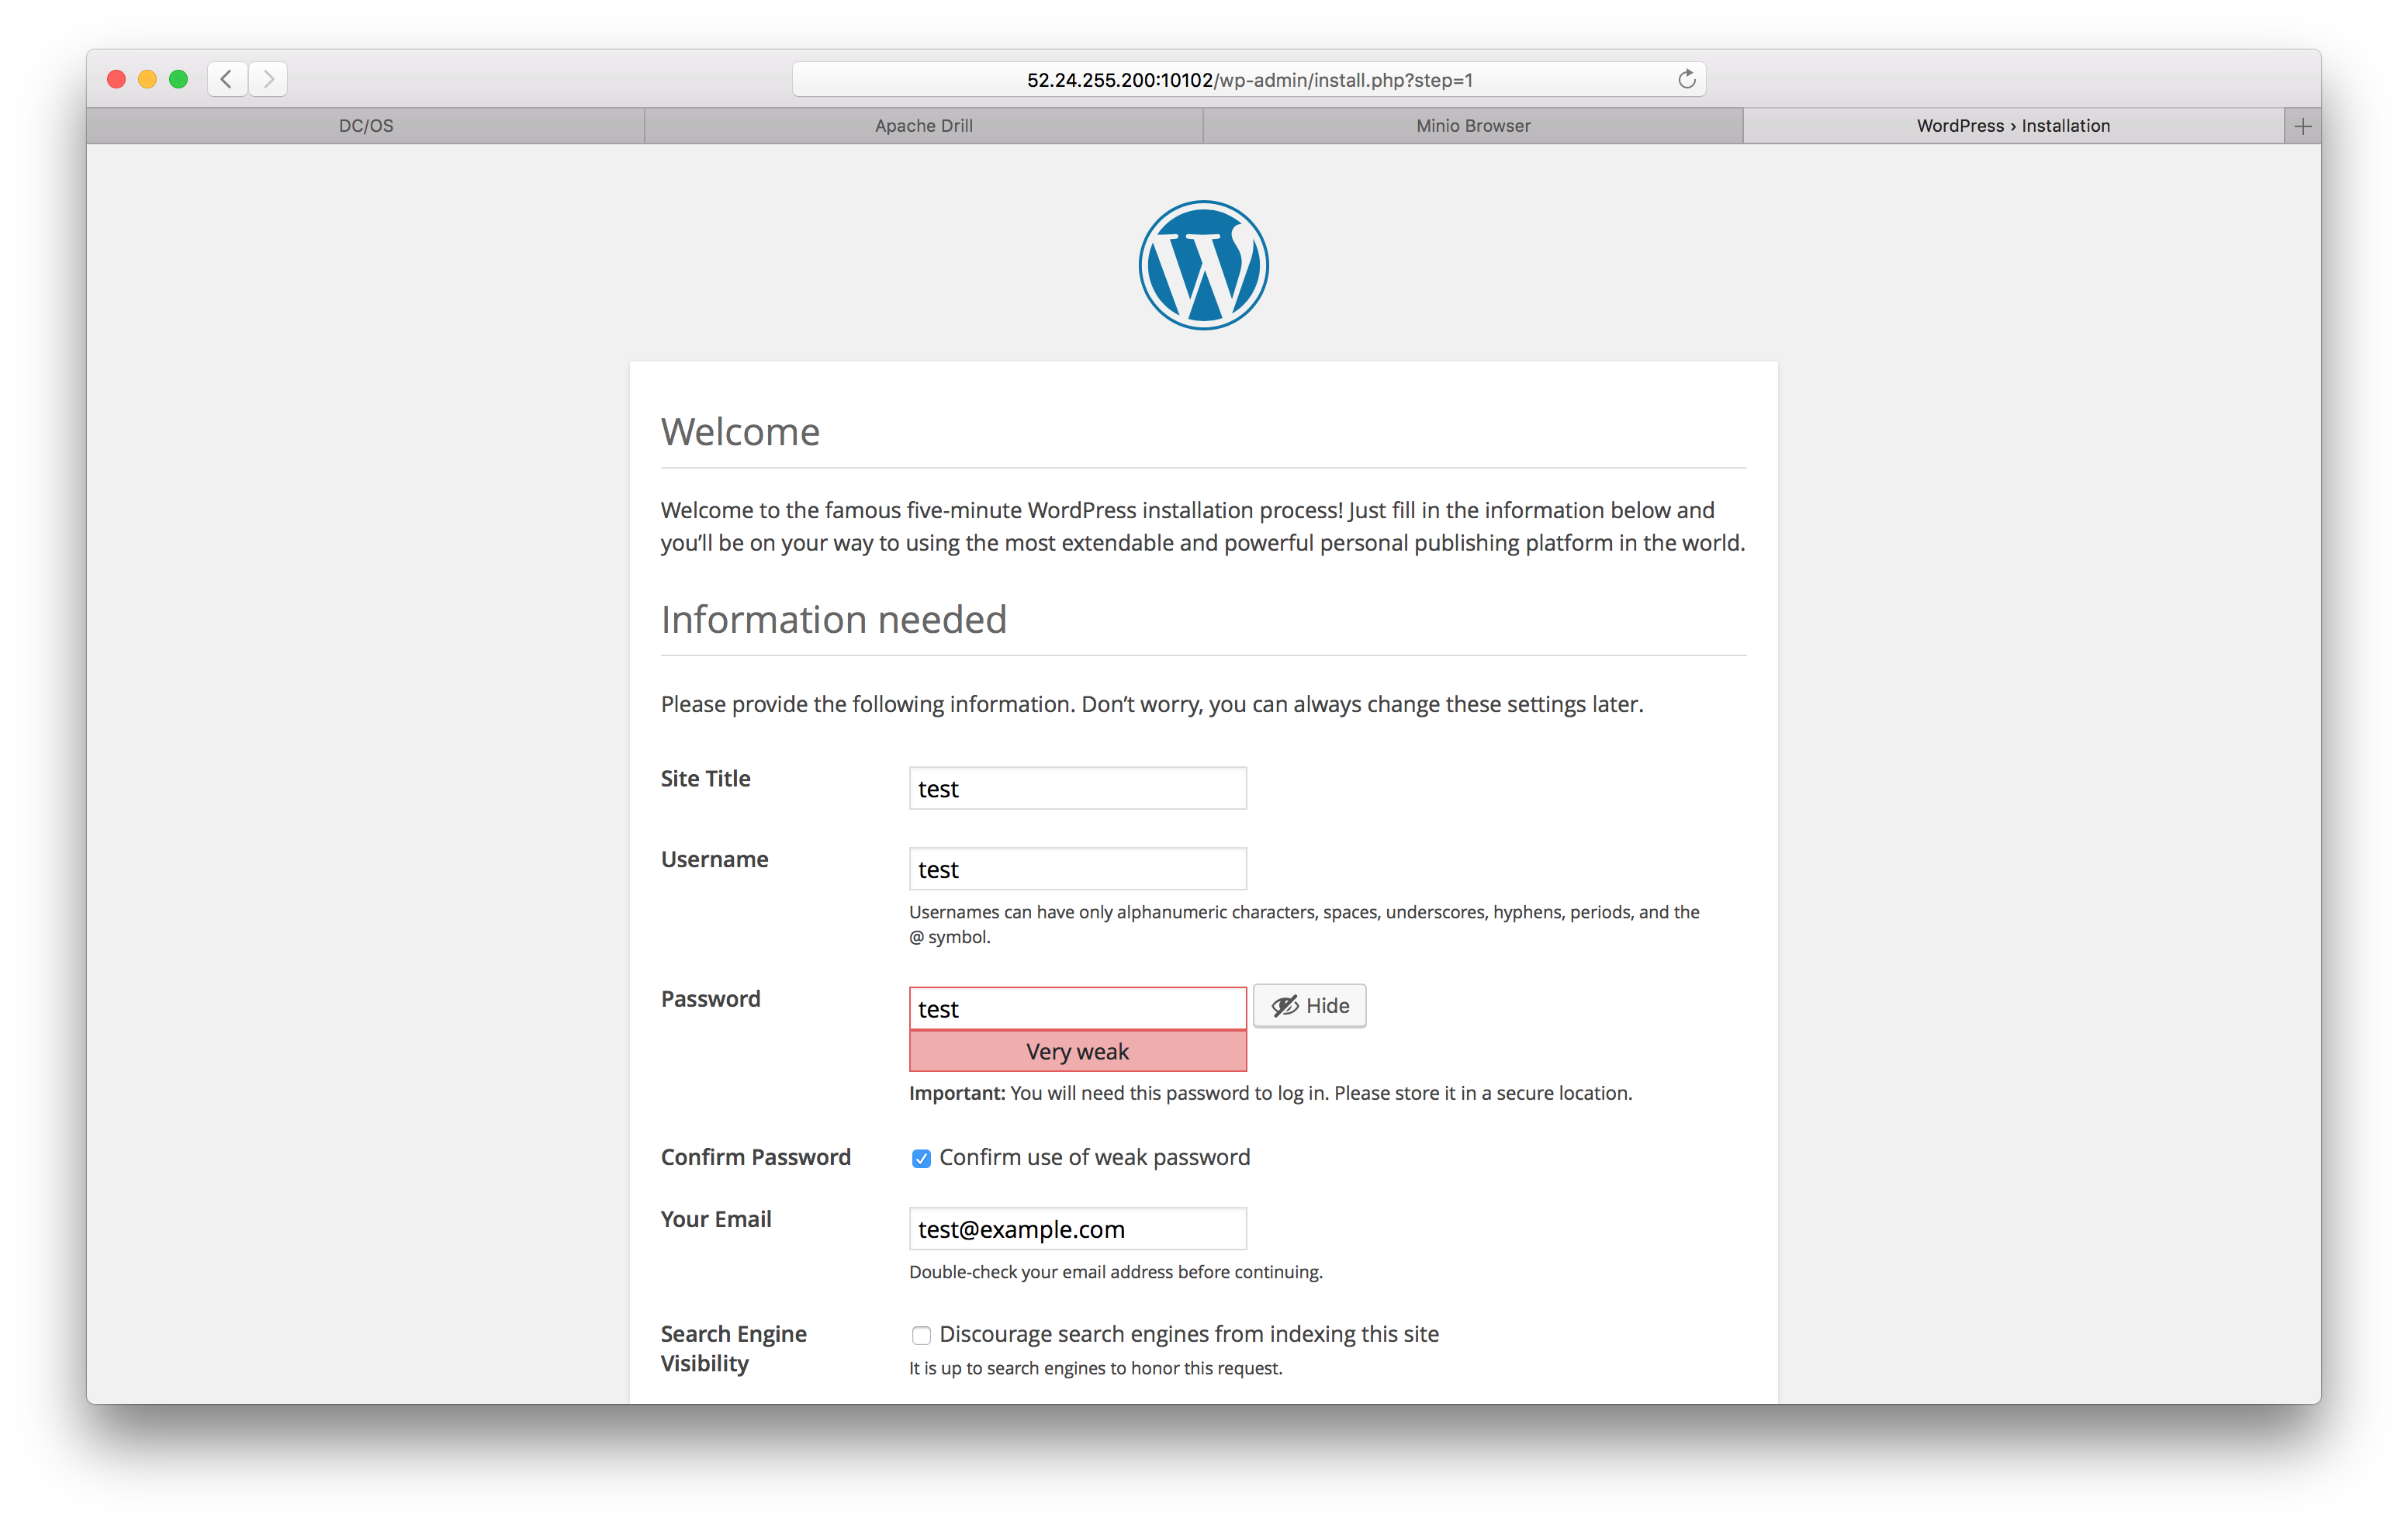 52.24.255.200:10102/wp-admin/install.php?step=1
DC/OS
Apache Drill
Minio Browser
WordPress › Installation
Welcome
Welcome to the famous five-minute WordPress installation process! Just fill in the information below and
you’ll be on your way to using the most extendable and powerful personal publishing platform in the world.
Information needed
Please provide the following information. Don’t worry, you can always change these settings later.
Site Title
test
Username
test
Usernames can have only alphanumeric characters, spaces, underscores, hyphens, periods, and the
@ symbol.
Password
test
Hide
Very weak
Important: You will need this password to log in. Please store it in a secure location.
Confirm Password
Confirm use of weak password
Your Email
test@example.com
Double-check your email address before continuing.
Search Engine
Visibility
Discourage search engines from indexing this site
It is up to search engines to honor this request.